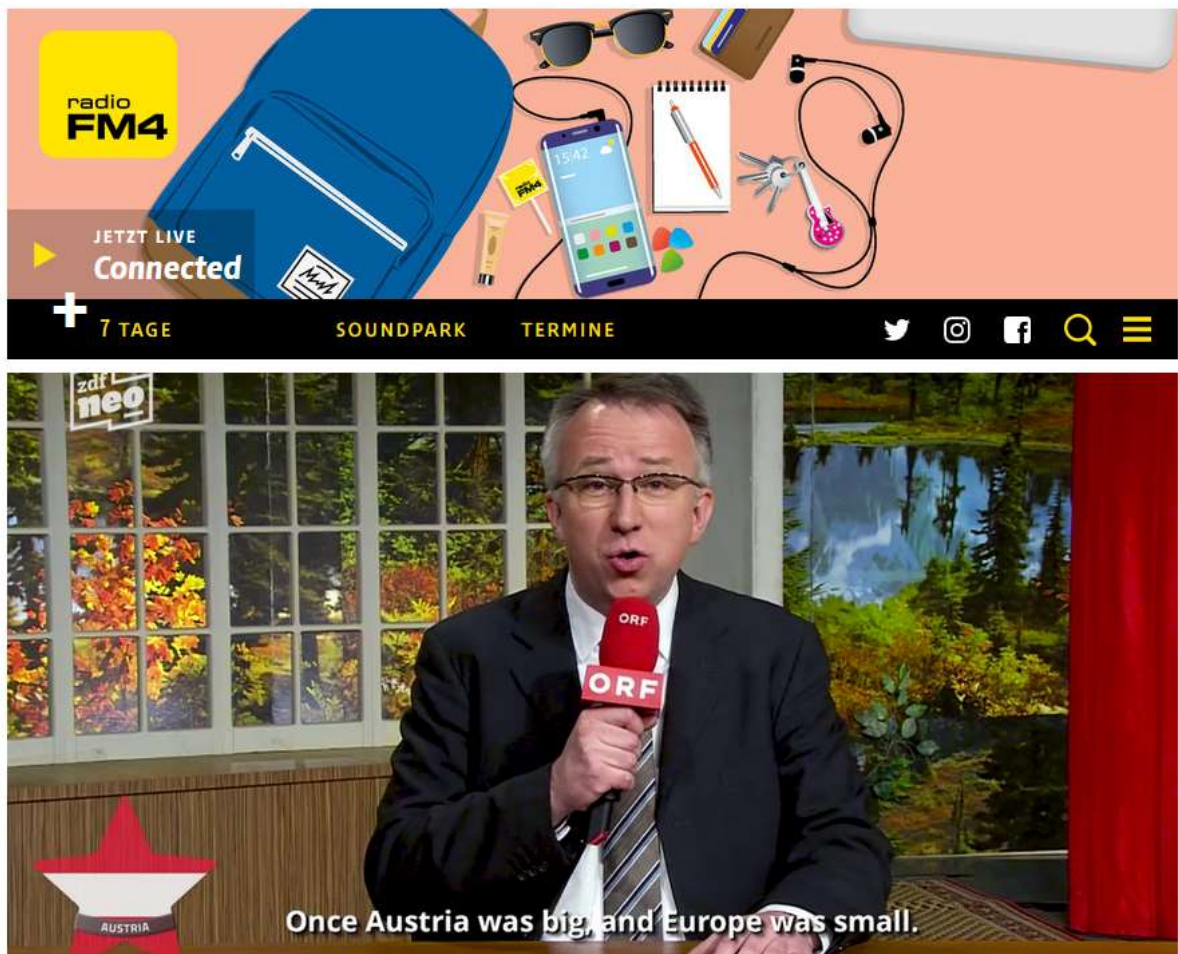 radio
FM4
radio
FM4
15:42
JETZT LIVE
Connected
7 TAGE
SOUNDPARK
TERMINE
zdf
neo
ORF
ORF
AUSTRIA
Once Austria was big, and Europe was small.